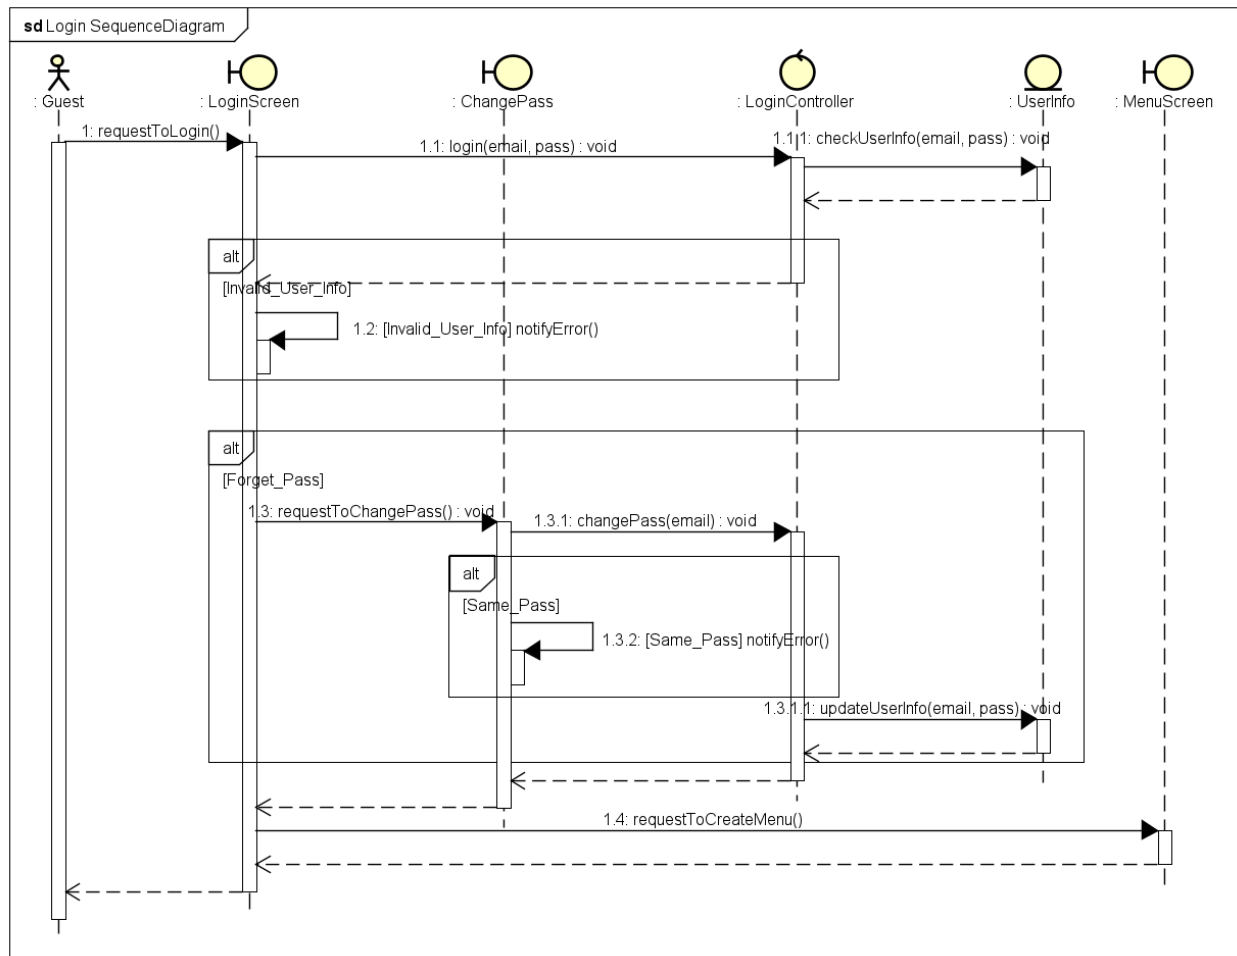 sd Login SequenceDiagram
: Guest
: LoginScreen
: ChangePass
: LoginController
: UserInfo
: MenuScreen
1: requestToLogin()
1.1: login(email, pass) : void
1.1.1: checkUserInfo(email, pass) : void
alt
[Invalid_User_Info]
1.2: [Invalid_User_Info] notifyError()
alt
[Forget_Pass]
1.3: requestToChangePass() : void
1.3.1: changePass(email) : void
alt
[Same_Pass]
1.3.2: [Same_Pass] notifyError()
1.3.1.1: updateUserInfo(email, pass) : void
1.4: requestToCreateMenu()